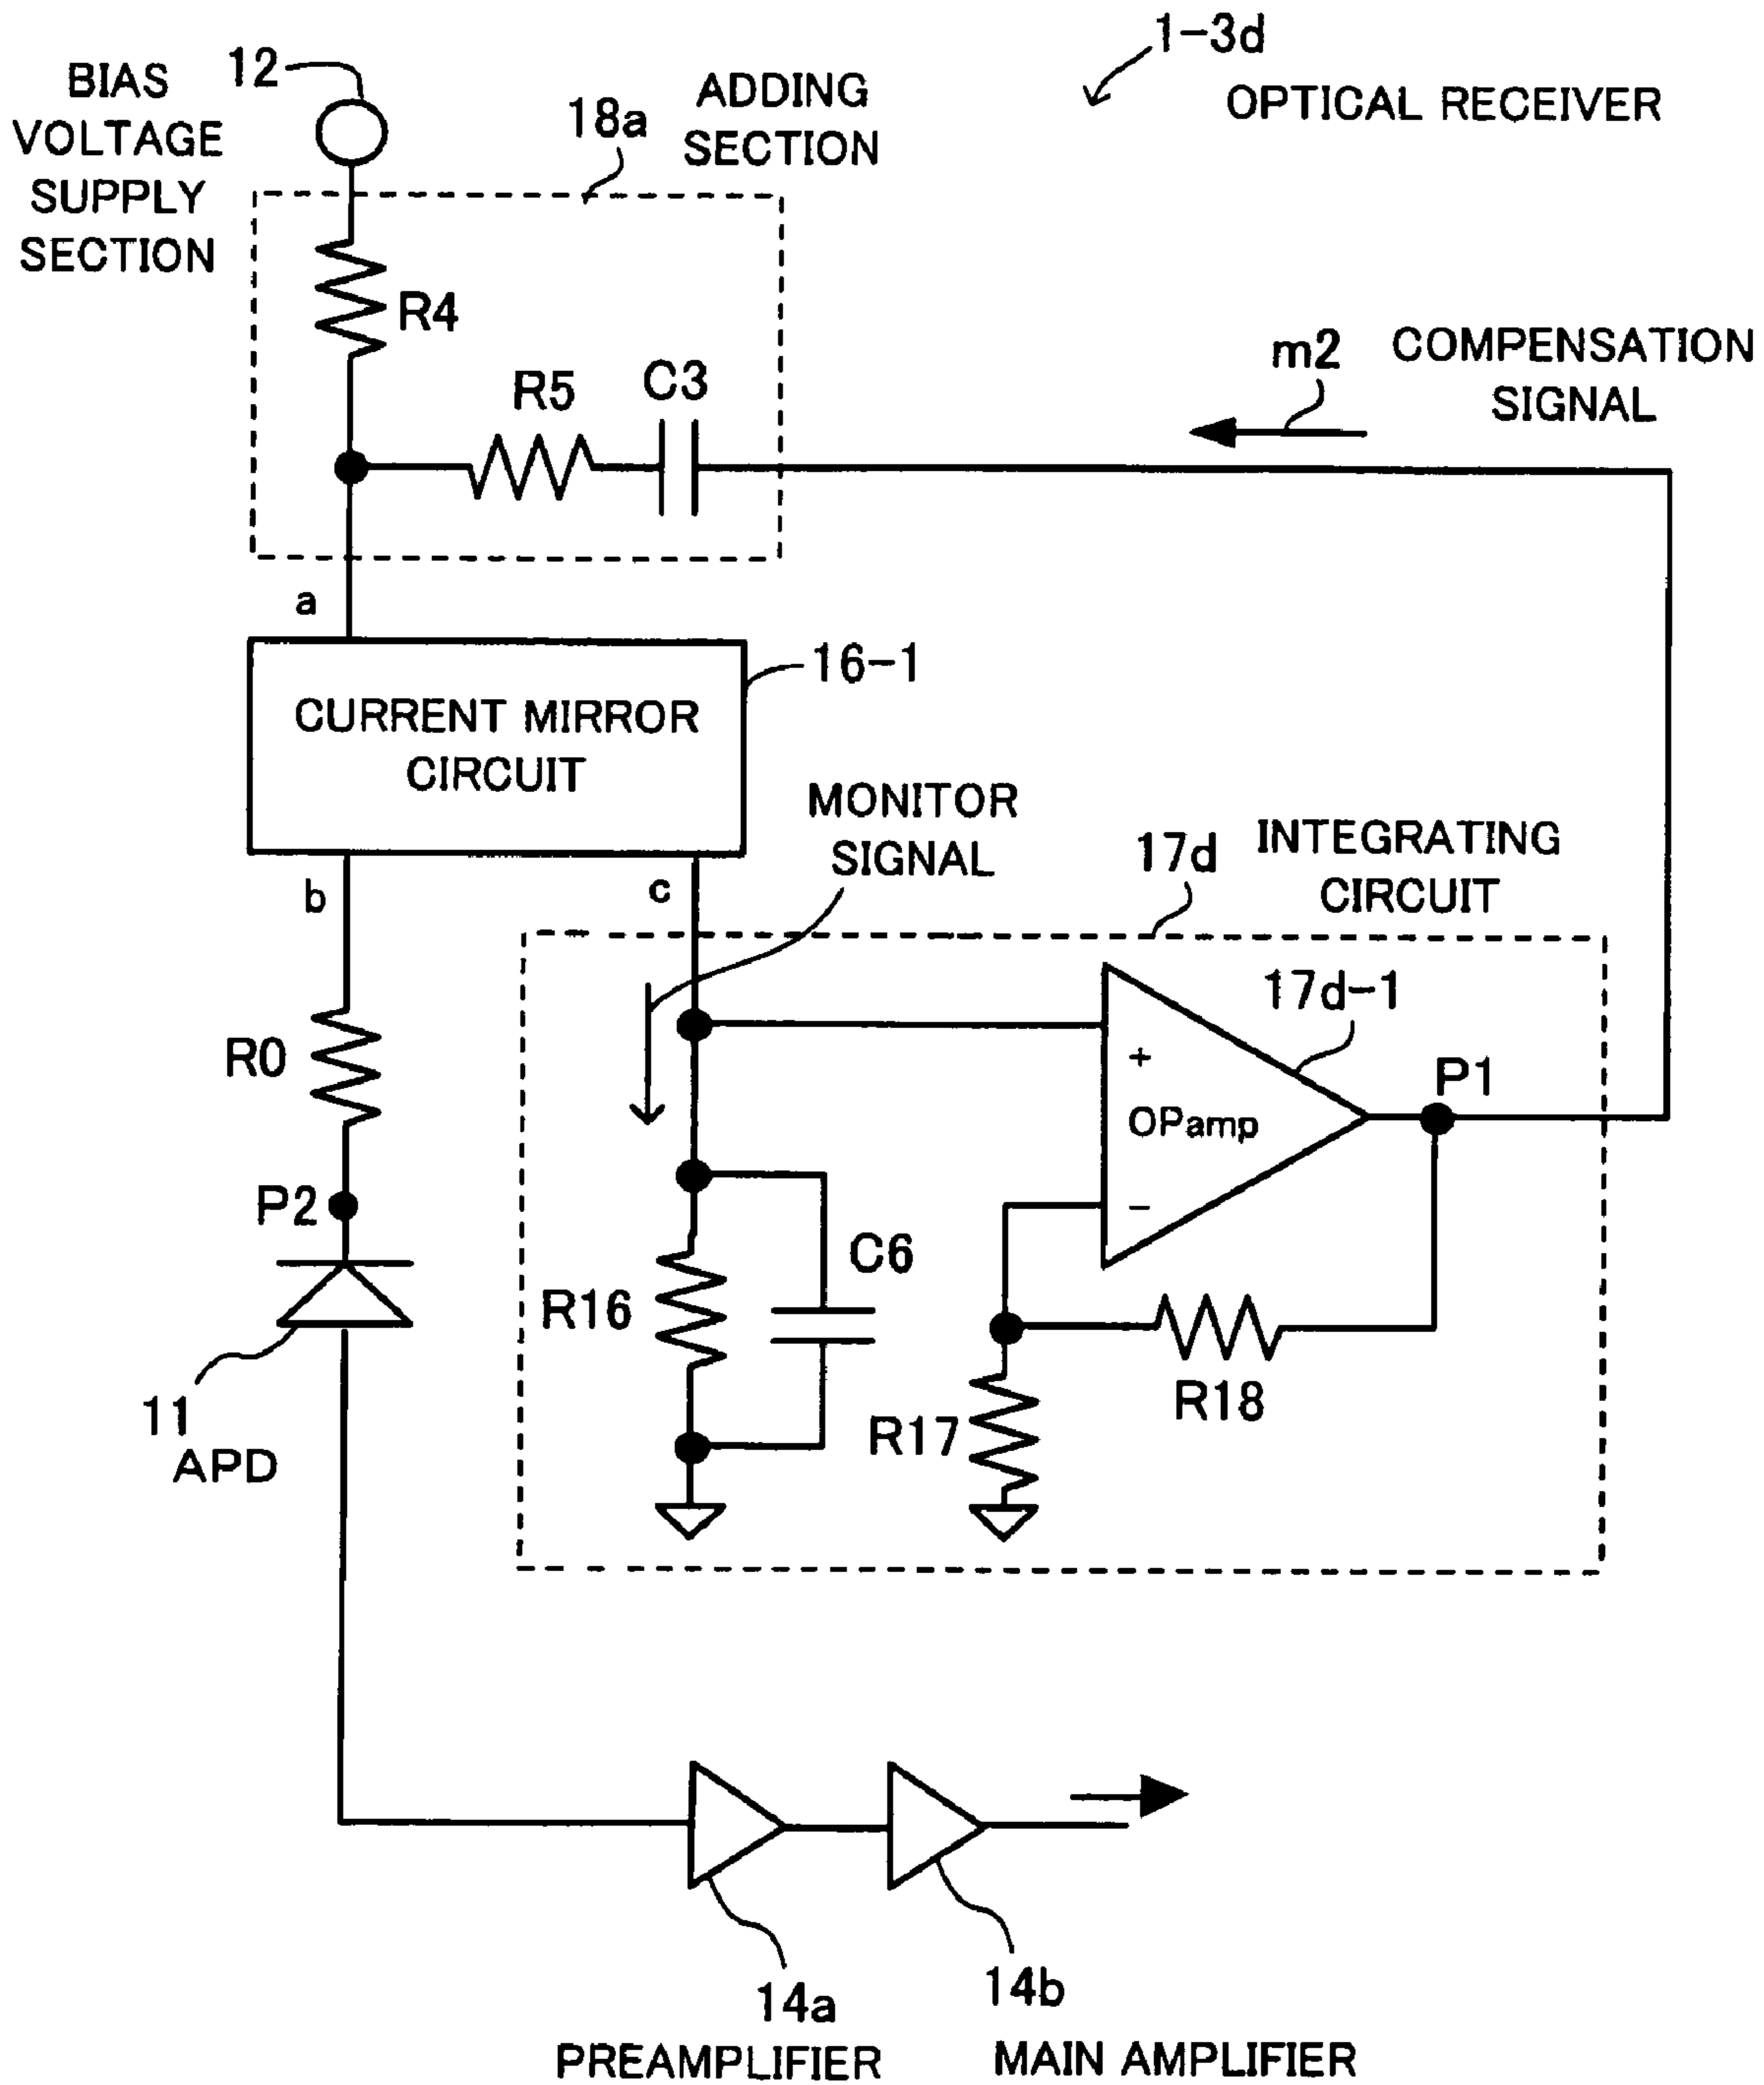 1-3d
OPTICAL RECEIVER
BIAS
VOLTAGE
SUPPLY
SECTION
12
18a
ADDING
SECTION
R4
R5
C3
m2
COMPENSATION
SIGNAL
a
16-1
CURRENT MIRROR
CIRCUIT
MONITOR
SIGNAL
b
c
17d
INTEGRATING
CIRCUIT
17d-1
R0
+
OPamp
−
P1
P2
C6
R16
R18
R17
11
APD
14a
PREAMPLIFIER
14b
MAIN AMPLIFIER